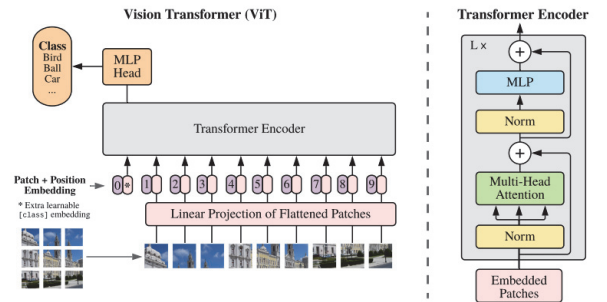 Vision Transformer (ViT)
Class
Bird
Ball
Car
...
MLP
Head
Transformer Encoder
Patch + Position
Embedding
0 * 1 2 3 4 5 6 7 8 9
* Extra learnable
[class] embedding
Linear Projection of Flattened Patches
Transformer Encoder
L x
+
MLP
Norm
+
Multi-Head
Attention
Norm
Embedded
Patches